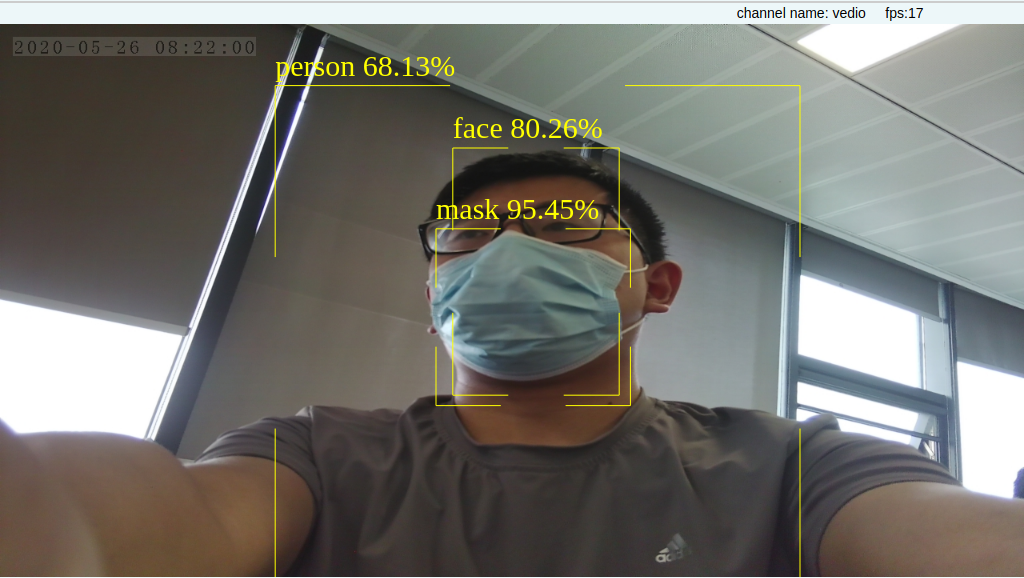 channel name: vedio fps:17
2020-05-26 08:22:00
person 68.13%
face 80.26%
mask 95.45%
adidas